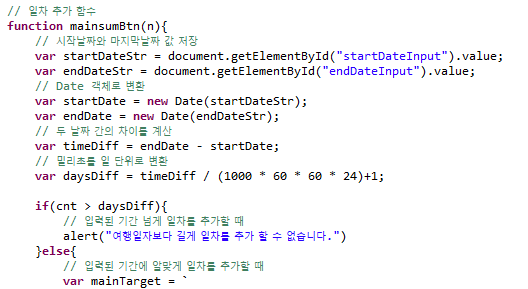 // 일차 추가 함수
function mainsumBtn(n){
// 시작날짜와 마지막날짜 값 저장
var startDateStr = document.getElementById("startDateInput").value;
var endDateStr = document.getElementById("endDateInput").value;
// Date 객체로 변환
var startDate = new Date(startDateStr);
var endDate = new Date(endDateStr);
// 두 날짜 간의 차이를 계산
var timeDiff = endDate - startDate;
// 밀리초를 일 단위로 변환
var daysDiff = timeDiff / (1000 * 60 * 60 * 24)+1;
if(cnt > daysDiff){
// 입력된 기간 넘게 일차를 추가할 때
alert("여행일자보다 길게 일차를 추가 할 수 없습니다.")
}else{
// 입력된 기간에 알맞게 일차를 추가할 때
var mainTarget = `